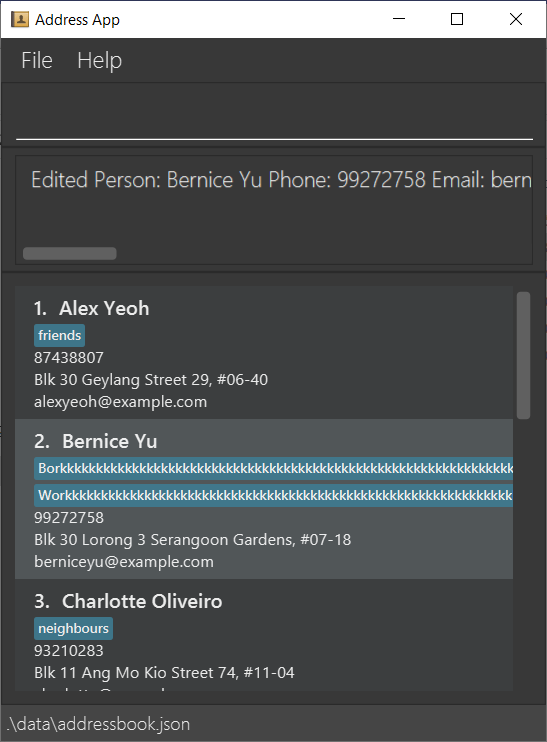 Address App
File Help
Edited Person: Bernice Yu Phone: 99272758 Email: bern
1. Alex Yeoh
friends
87438807
Blk 30 Geylang Street 29, #06-40
alexyeoh@example.com
2. Bernice Yu
Borkkkkkkkkkkkkkkkkkkkkkkkkkkkkkkkkkkkkkkkkkkkkkkkkkkkkkkkkkkkkkkk
Workkkkkkkkkkkkkkkkkkkkkkkkkkkkkkkkkkkkkkkkkkkkkkkkkkkkkkkkkkkkkk
99272758
Blk 30 Lorong 3 Serangoon Gardens, #07-18
berniceyu@example.com
3. Charlotte Oliveiro
neighbours
93210283
Blk 11 Ang Mo Kio Street 74, #11-04
.\data\addressbook.json